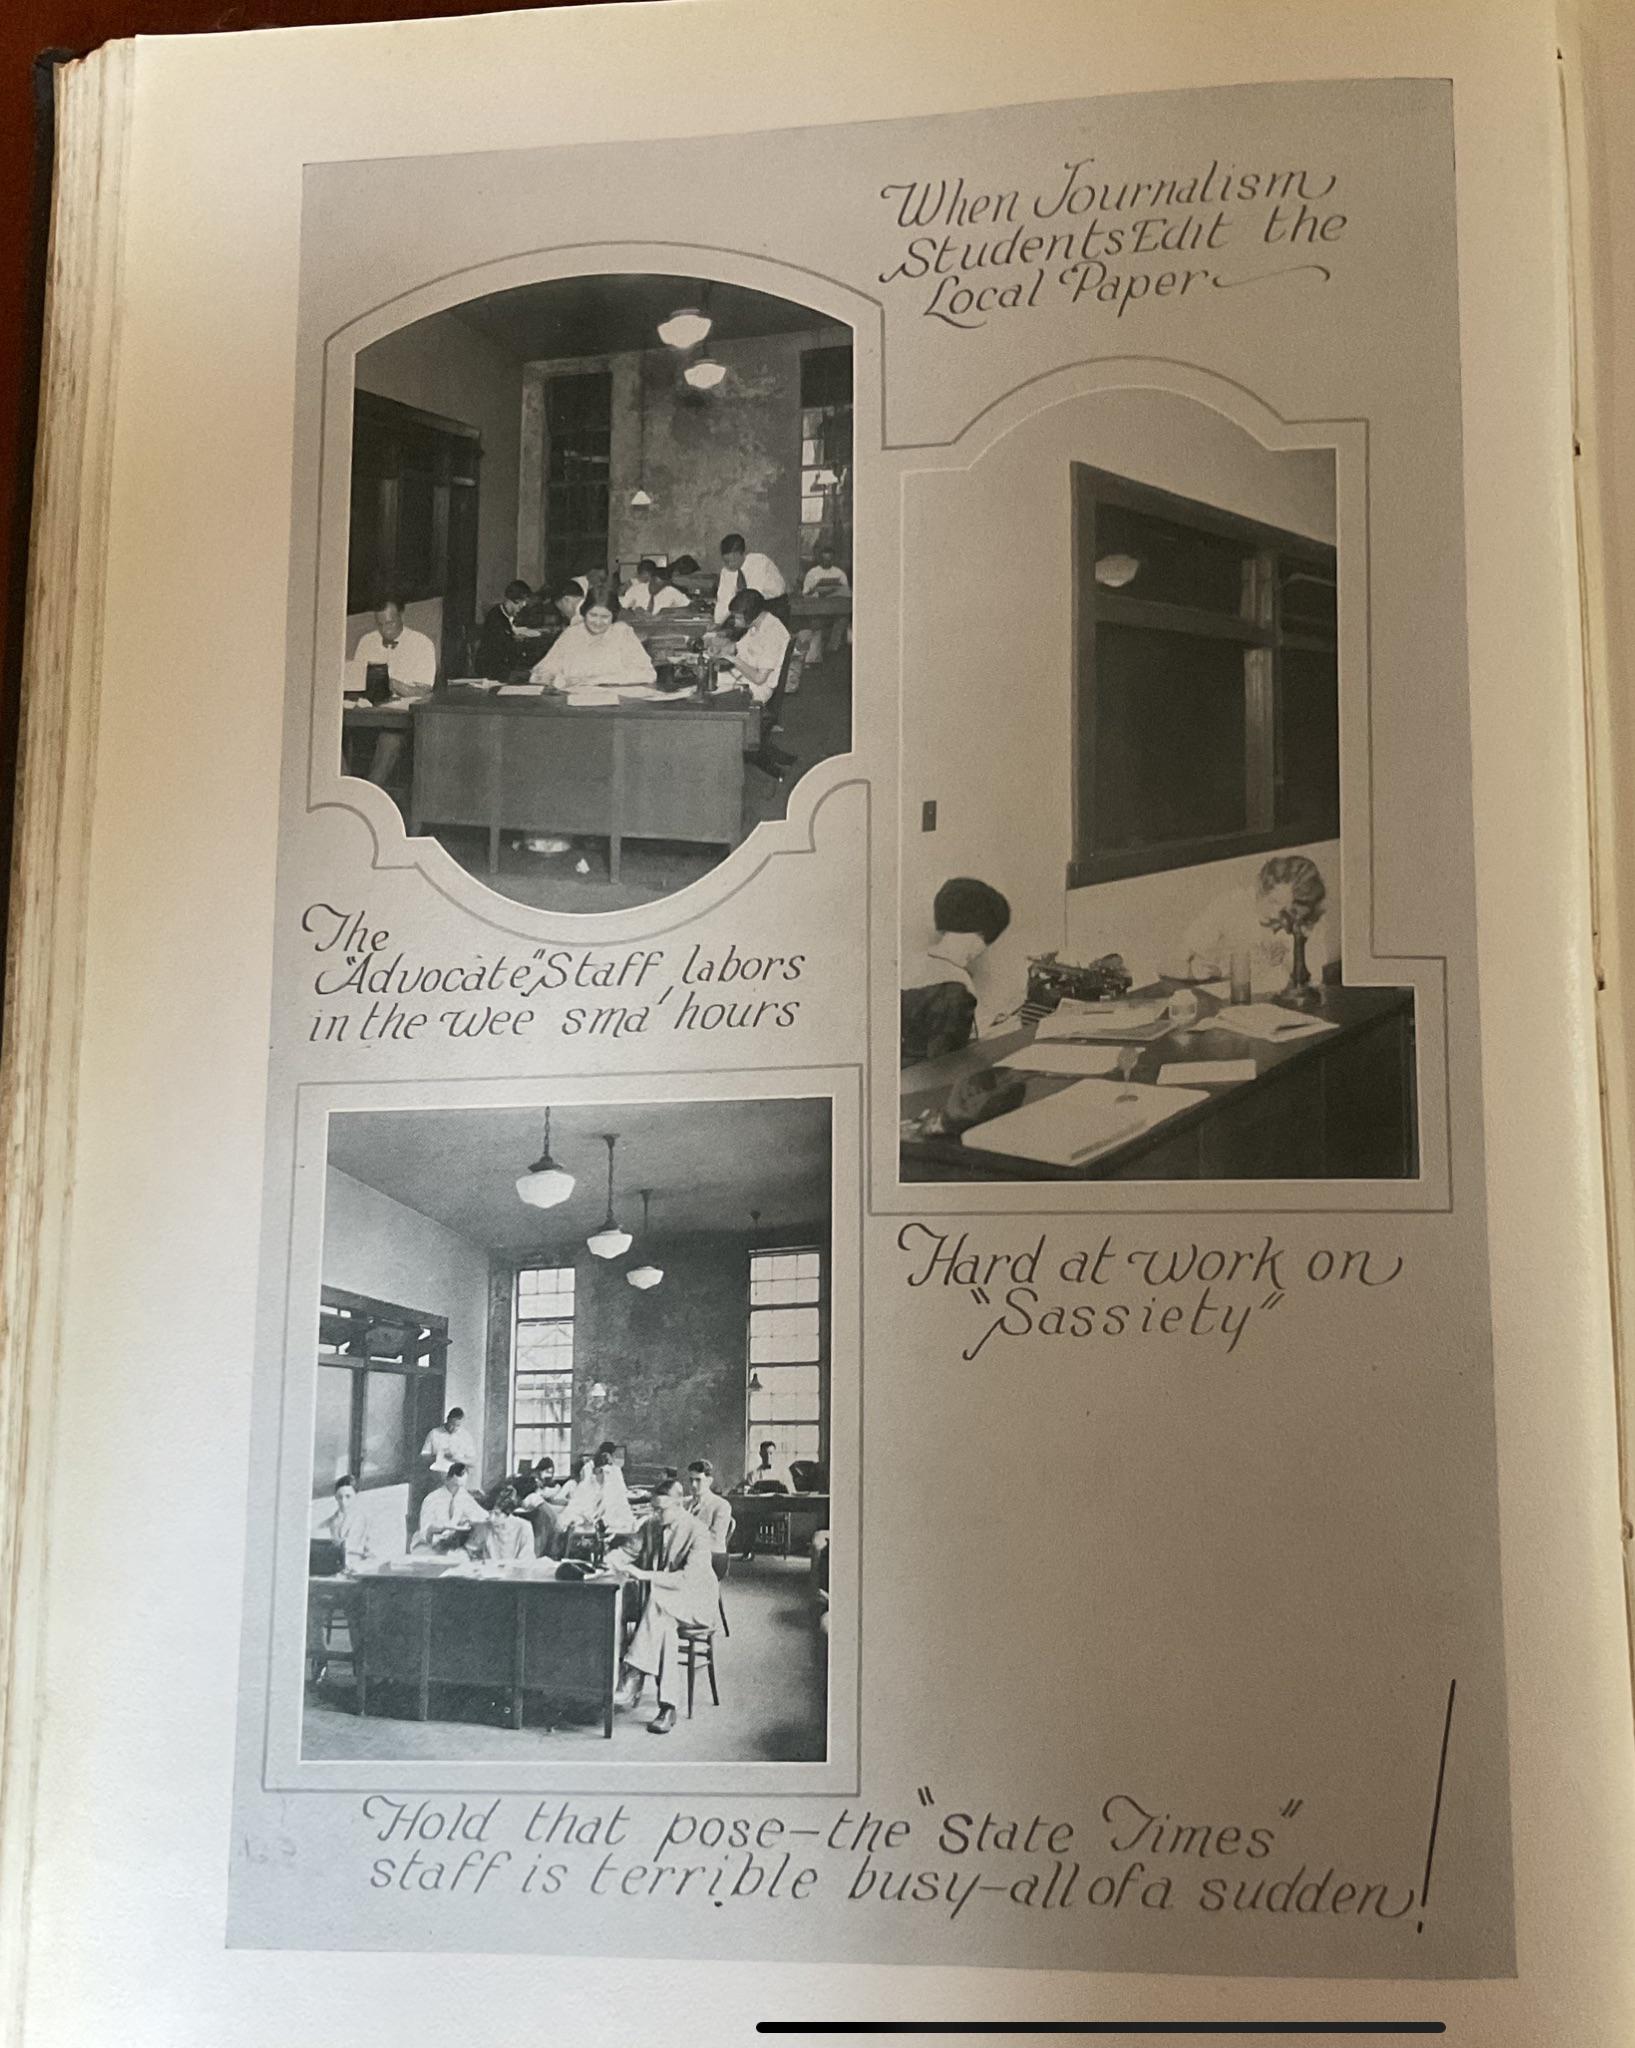 When Journalism
Students Edit the
Local Paper
The
"Advocate" Staff labors
in the wee sma' hours
Hard at work on
"Sassiety"
Hold that pose—the "State Times"
staff is terrible busy—all of a sudden!